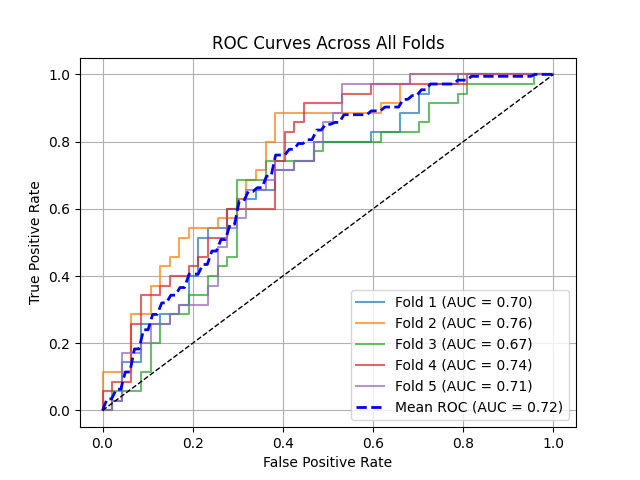 ROC Curves Across All Folds
True Positive Rate
1.0
0.8
0.6
0.4
0.2
0.0
Fold 1 (AUC = 0.70)
Fold 2 (AUC = 0.76)
Fold 3 (AUC = 0.67)
Fold 4 (AUC = 0.74)
Fold 5 (AUC = 0.71)
Mean ROC (AUC = 0.72)
0.0 0.2 0.4 0.6 0.8 1.0
False Positive Rate